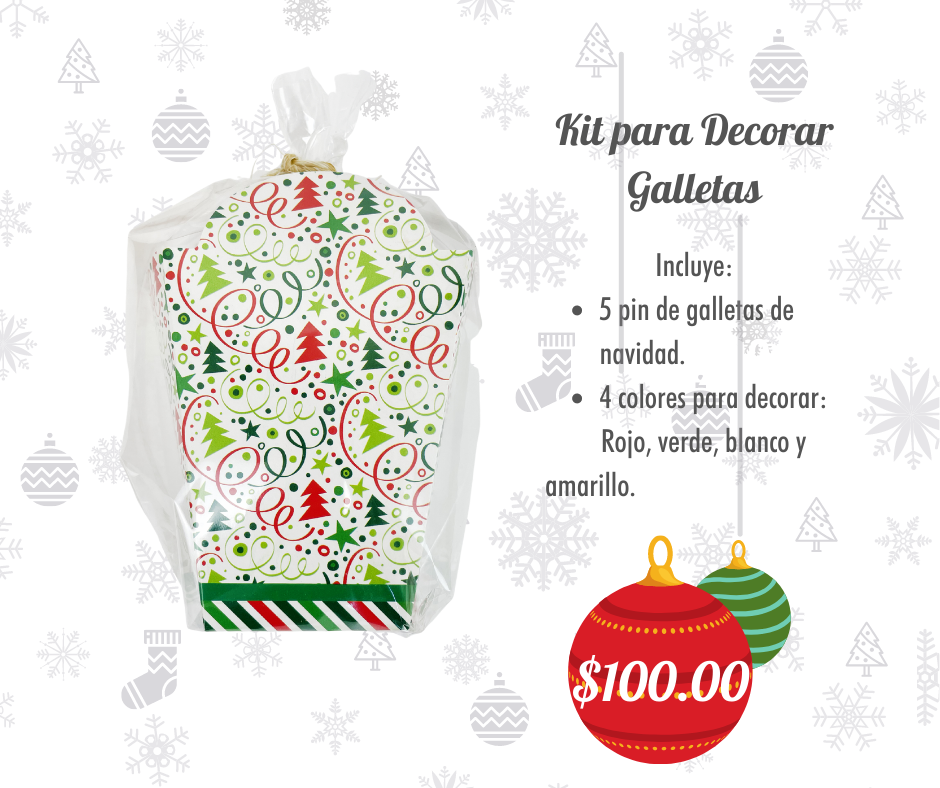 Kit para Decorar
Galletas
Incluye:
• 5 pin de galletas de
navidad.
• 4 colores para decorar:
Rojo, verde, blanco y
amarillo.
$100.00